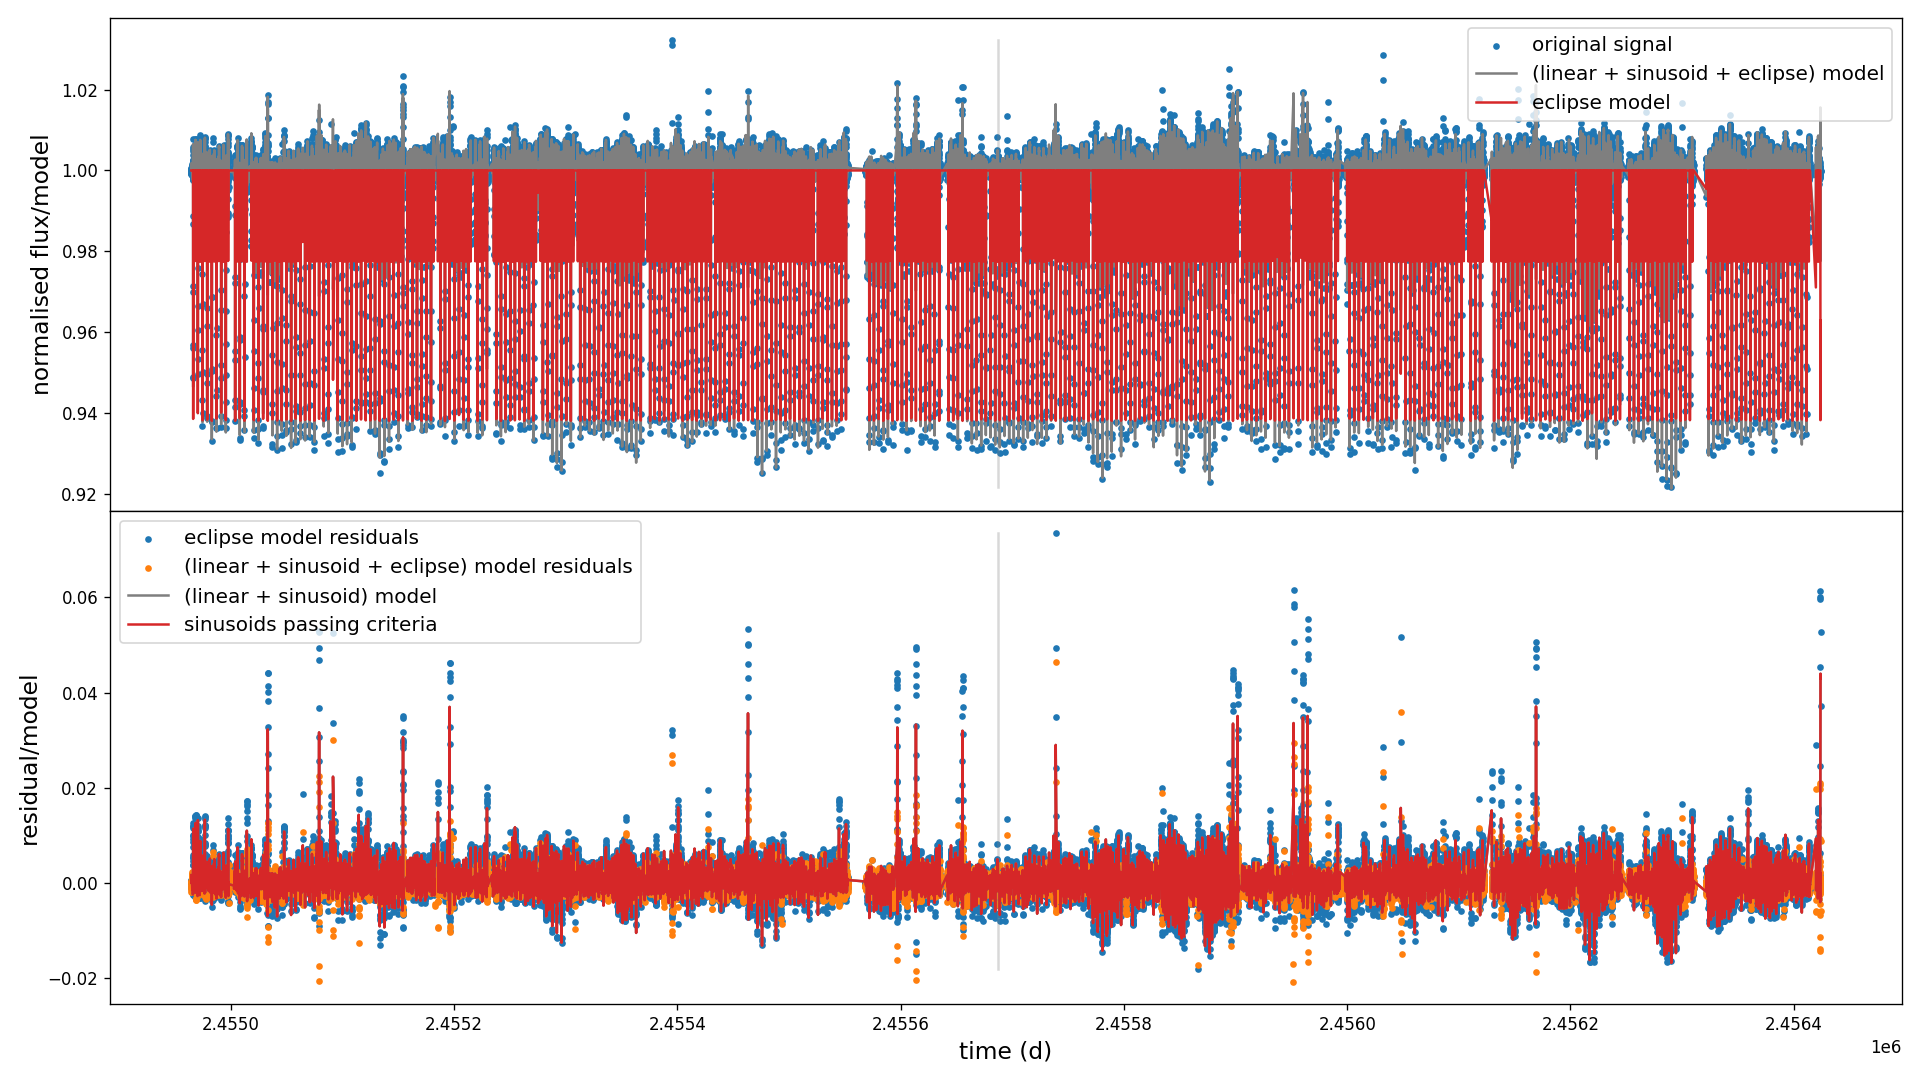 original signal
(linear + sinusoid + eclipse) model
eclipse model
normalised flux/model
1.02
1.00
0.98
0.96
0.94
0.92
eclipse model residuals
(linear + sinusoid + eclipse) model residuals
(linear + sinusoid) model
sinusoids passing criteria
residual/model
0.06
0.04
0.02
0.00
−0.02
2.4550
2.4552
2.4554
2.4556
2.4558
2.4560
2.4562
2.4564
time (d)
1e6